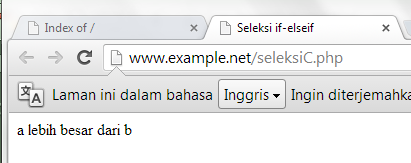 Index of /
Seleksi if-elseif
www.example.net/seleksiC.php
Laman ini dalam bahasa Inggris Ingin diterjemahka
a lebih besar dari b